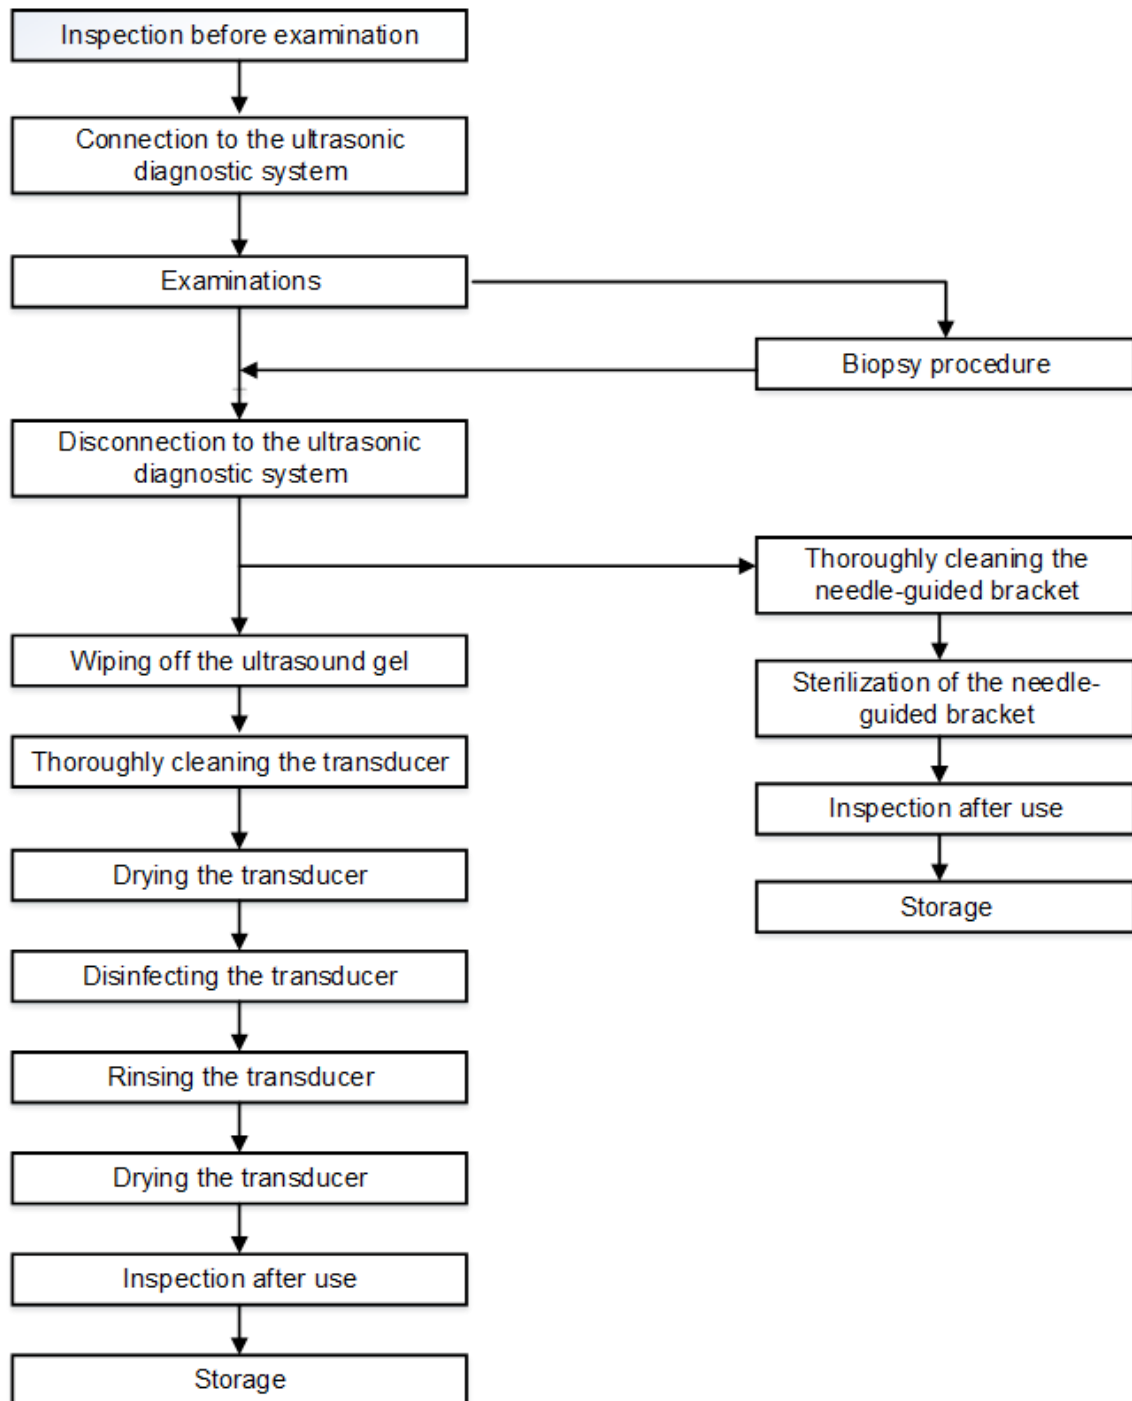 Inspection before examination
Connection to the ultrasonic
diagnostic system
Examinations
Biopsy procedure
Disconnection to the ultrasonic
diagnostic system
Thoroughly cleaning the
needle-guided bracket
Wiping off the ultrasound gel
Sterilization of the needle-
guided bracket
Thoroughly cleaning the transducer
Inspection after use
Drying the transducer
Storage
Disinfecting the transducer
Rinsing the transducer
Drying the transducer
Inspection after use
Storage